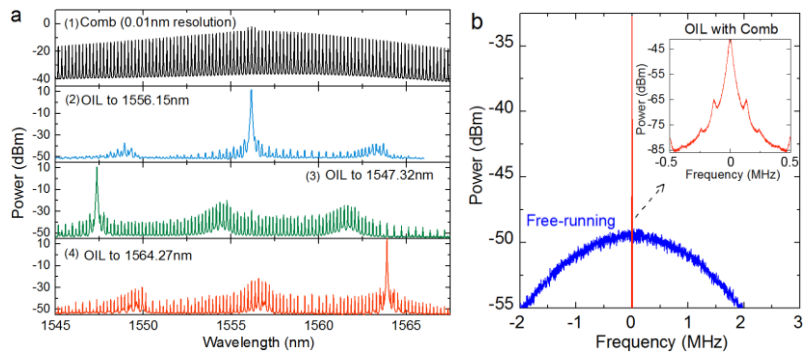 a
(1) Comb (0.01nm resolution)
0
-20
-40
10
(2) OIL to 1556.15nm
-10
-30
-50
10
(3) OIL to 1547.32nm
-10
-30
-50
10
(4) OIL to 1564.27nm
-10
-30
-50
1545 1550 1555 1560 1565
Wavelength (nm)
Power (dBm)
b
-35
-40
-45
-50
-55
Power (dBm)
OIL with Comb
-45
-55
-65
-75
-85
Power (dBm)
-0.5 0 0.5
Frequency (MHz)
Free-running
-2 -1 0 1 2 3
Frequency (MHz)